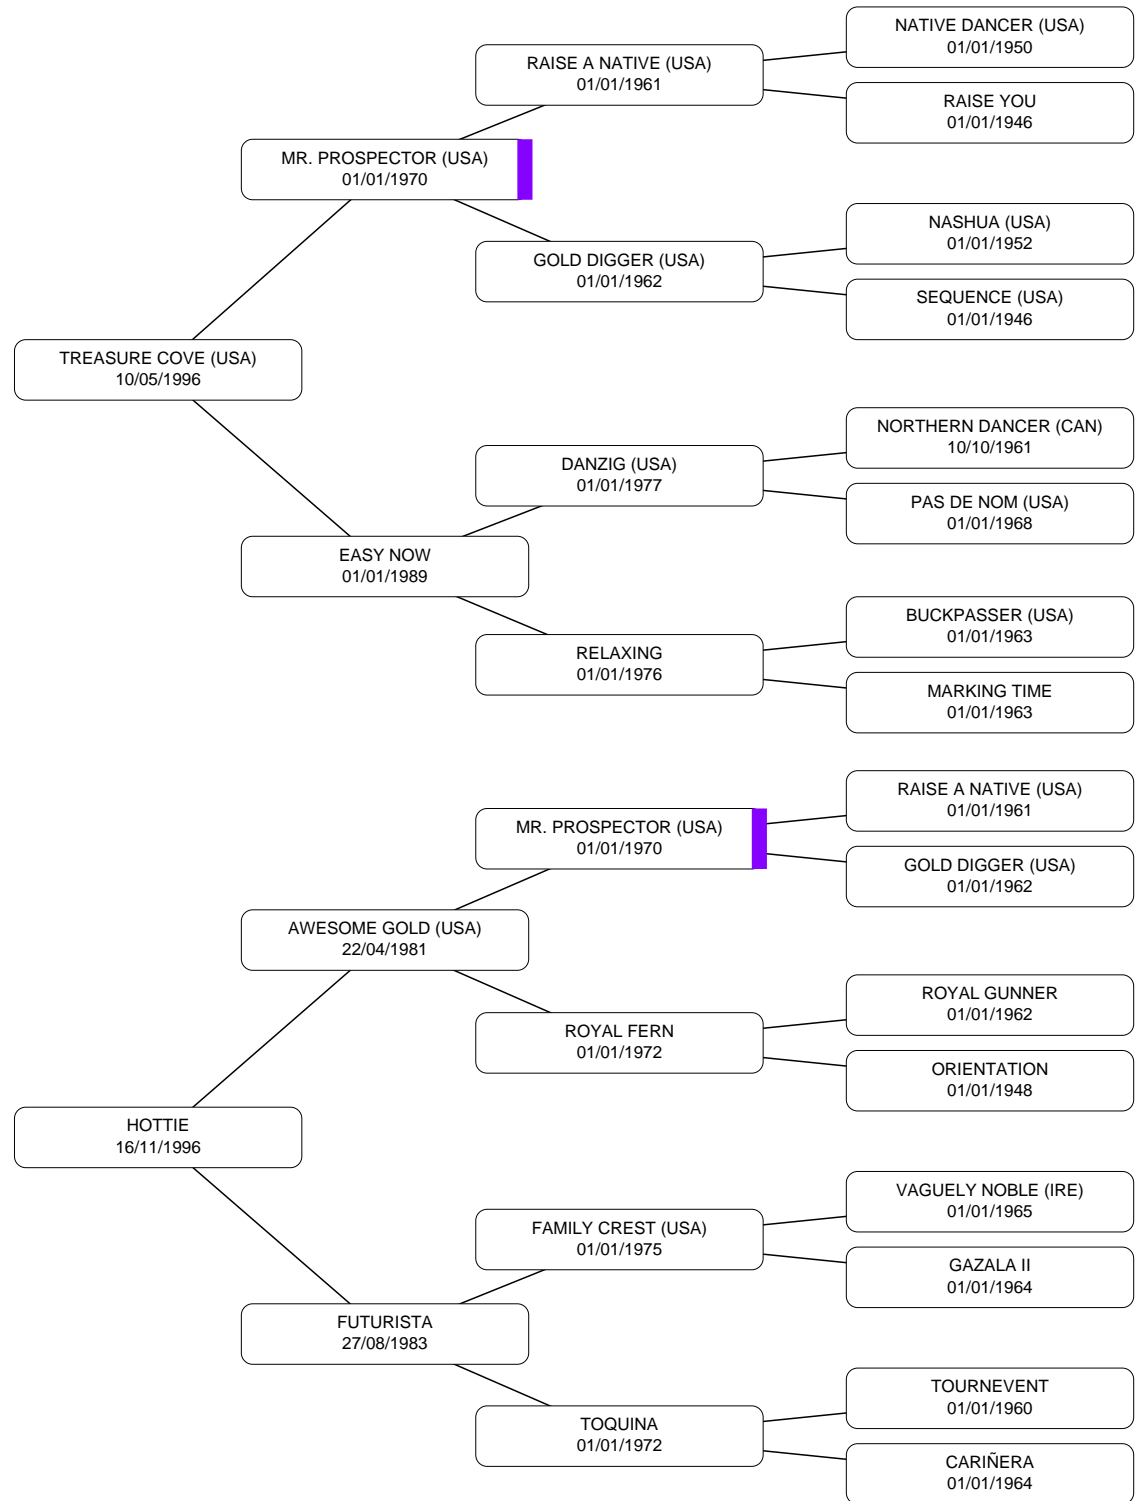 NATIVE DANCER (USA)
01/01/1950
RAISE A NATIVE (USA)
01/01/1961
RAISE YOU
01/01/1946
MR. PROSPECTOR (USA)
01/01/1970
NASHUA (USA)
01/01/1952
GOLD DIGGER (USA)
01/01/1962
SEQUENCE (USA)
01/01/1946
TREASURE COVE (USA)
10/05/1996
NORTHERN DANCER (CAN)
10/10/1961
DANZIG (USA)
01/01/1977
PAS DE NOM (USA)
01/01/1968
EASY NOW
01/01/1989
BUCKPASSER (USA)
01/01/1963
RELAXING
01/01/1976
MARKING TIME
01/01/1963
RAISE A NATIVE (USA)
01/01/1961
MR. PROSPECTOR (USA)
01/01/1970
GOLD DIGGER (USA)
01/01/1962
AWESOME GOLD (USA)
22/04/1981
ROYAL GUNNER
01/01/1962
ROYAL FERN
01/01/1972
ORIENTATION
01/01/1948
HOTTIE
16/11/1996
VAGUELY NOBLE (IRE)
01/01/1965
FAMILY CREST (USA)
01/01/1975
GAZALA II
01/01/1964
FUTURISTA
27/08/1983
TOURNEVENT
01/01/1960
TOQUINA
01/01/1972
CARIÑERA
01/01/1964